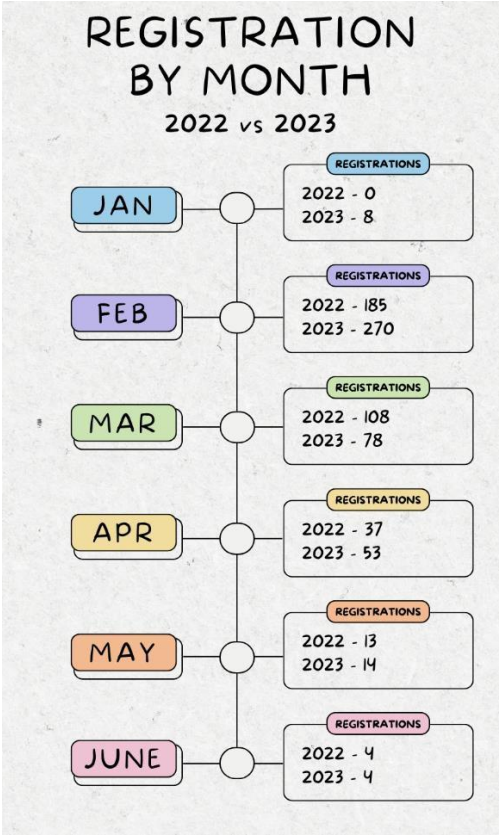 REGISTRATION
BY MONTH
2022 vs 2023
JAN
REGISTRATIONS
2022 - 0
2023 - 8
FEB
REGISTRATIONS
2022 - 185
2023 - 270
MAR
REGISTRATIONS
2022 - 108
2023 - 78
APR
REGISTRATIONS
2022 - 37
2023 - 53
MAY
REGISTRATIONS
2022 - 13
2023 - 14
JUNE
REGISTRATIONS
2022 - 4
2023 - 4